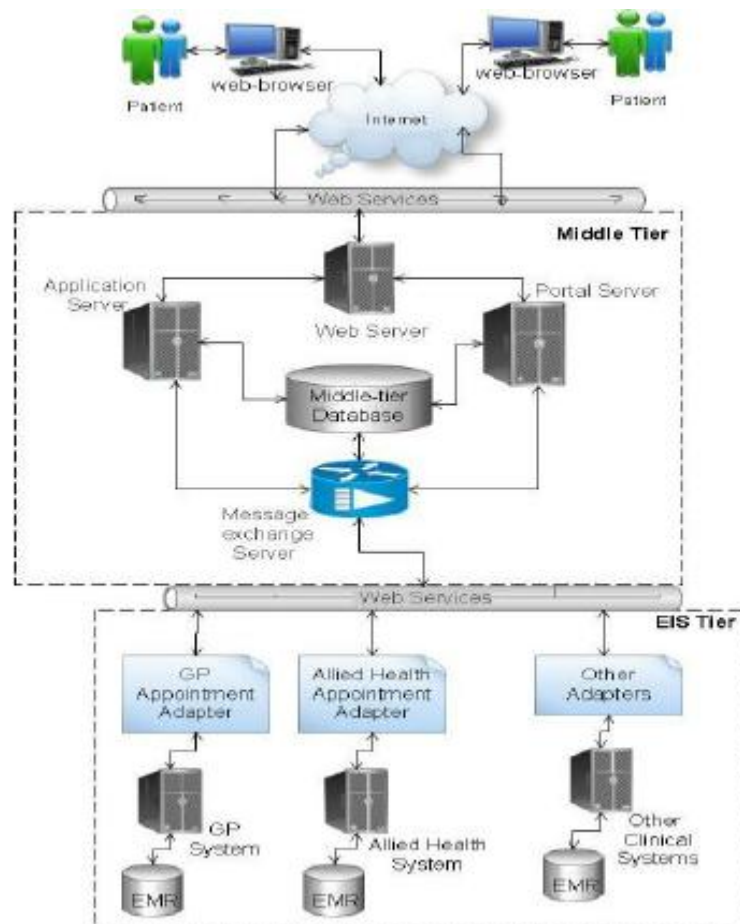 Patient
web-browser
Internet
web-browser
Patient
Web Services
Middle Tier
Application
Server
Web Server
Portal Server
Middle-tier
Database
Message
exchange
Server
Web Services
EIS Tier
GP
Appointment
Adapter
Allied Health
Appointment
Adapter
Other
Adapters
GP
System
Allied Health
System
Other
Clinical
Systems
EMR
EMR
EMR